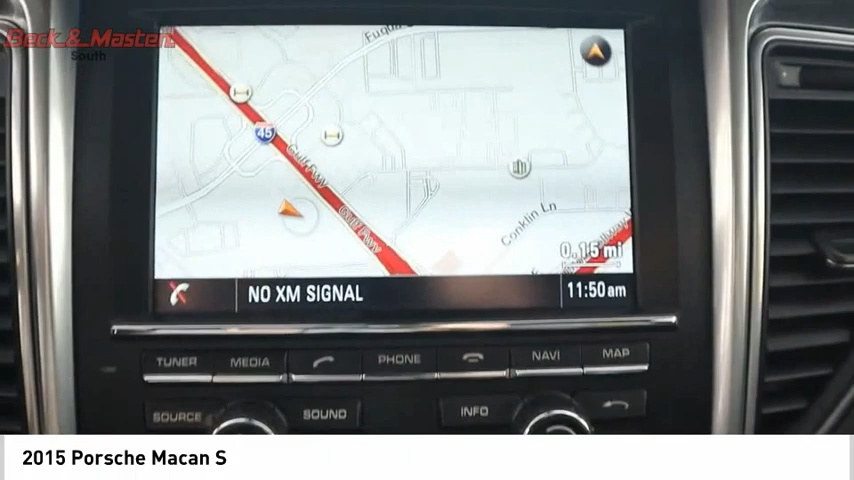 Beck & Masten
South
Fuqua
45
Gulf Fwy
Gulf Fwy
Conklin Ln
0.15 mi
NO XM SIGNAL
11:50 am
TUNER
MEDIA
PHONE
NAVI
MAP
SOURCE
SOUND
INFO
2015 Porsche Macan S